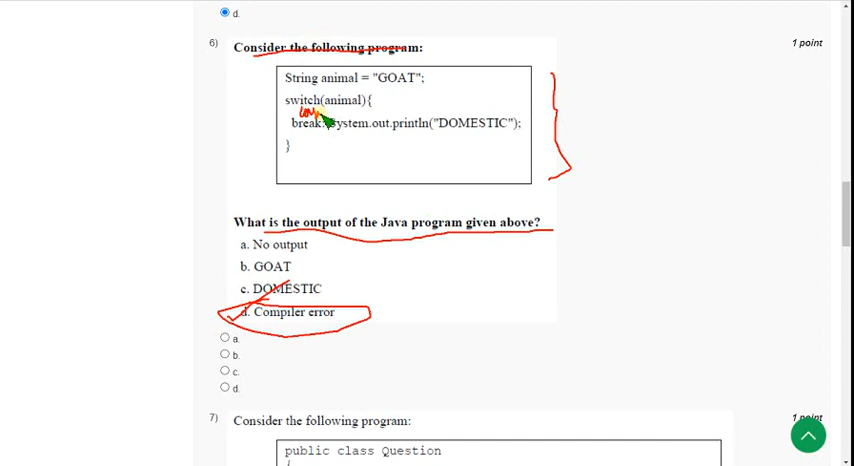 d.
6) Consider the following program: 1 point
String animal = "GOAT";
switch(animal){
break: system.out.println("DOMESTIC");
}
What is the output of the Java program given above?
a. No output
b. GOAT
c. DOMESTIC
d. Compiler error
a.
b.
c.
d.
7) Consider the following program: 1 point
public class Question
{